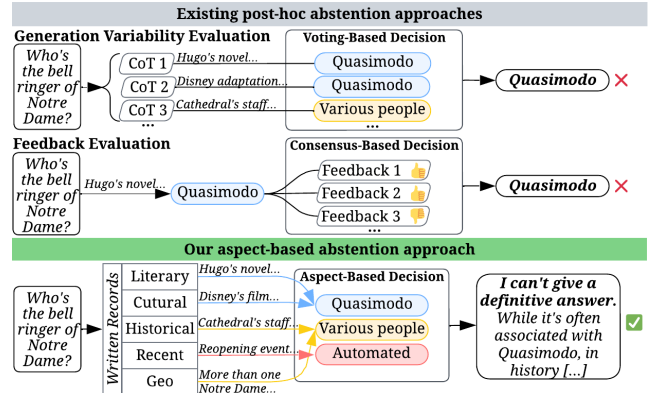 Existing post-hoc abstention approaches
Generation Variability Evaluation
Who's
the bell
ringer of
Notre
Dame?
CoT 1
CoT 2
CoT 3
...
Hugo's novel...
Disney adaptation...
Cathedral's staff...
Voting-Based Decision
Quasimodo
Quasimodo
Various people
...
Quasimodo
Feedback Evaluation
Who's
the bell
ringer of
Notre
Dame?
Hugo's novel...
Quasimodo
Consensus-Based Decision
Feedback 1
Feedback 2
Feedback 3
...
Quasimodo
Our aspect-based abstention approach
Who's
the bell
ringer of
Notre
Dame?
Written Records
Literary
Cutural
Historical
Recent
Geo
Hugo's novel...
Disney's film...
Cathedral's staff...
Reopening event...
More than one
Notre Dame...
Aspect-Based Decision
Quasimodo
Various people
Automated
I can't give a
definitive answer.
While it's often
associated with
Quasimodo, in
history [...]